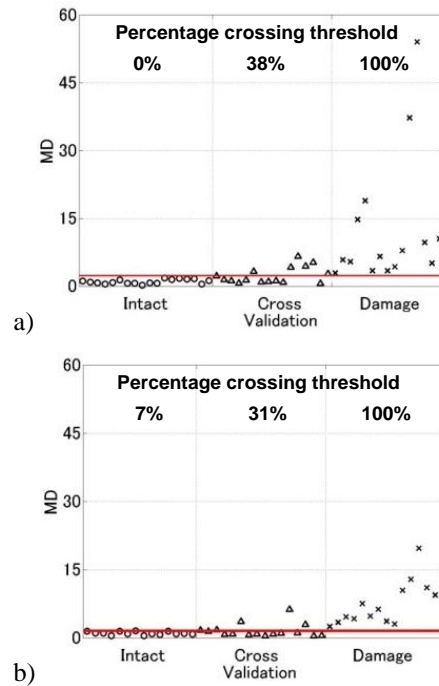 60
Percentage crossing threshold
0% 38% 100%
45
MD
30
15
0
Intact Cross Damage
Validation
a)
60
Percentage crossing threshold
7% 31% 100%
45
MD
30
15
0
Intact Cross Damage
Validation
b)